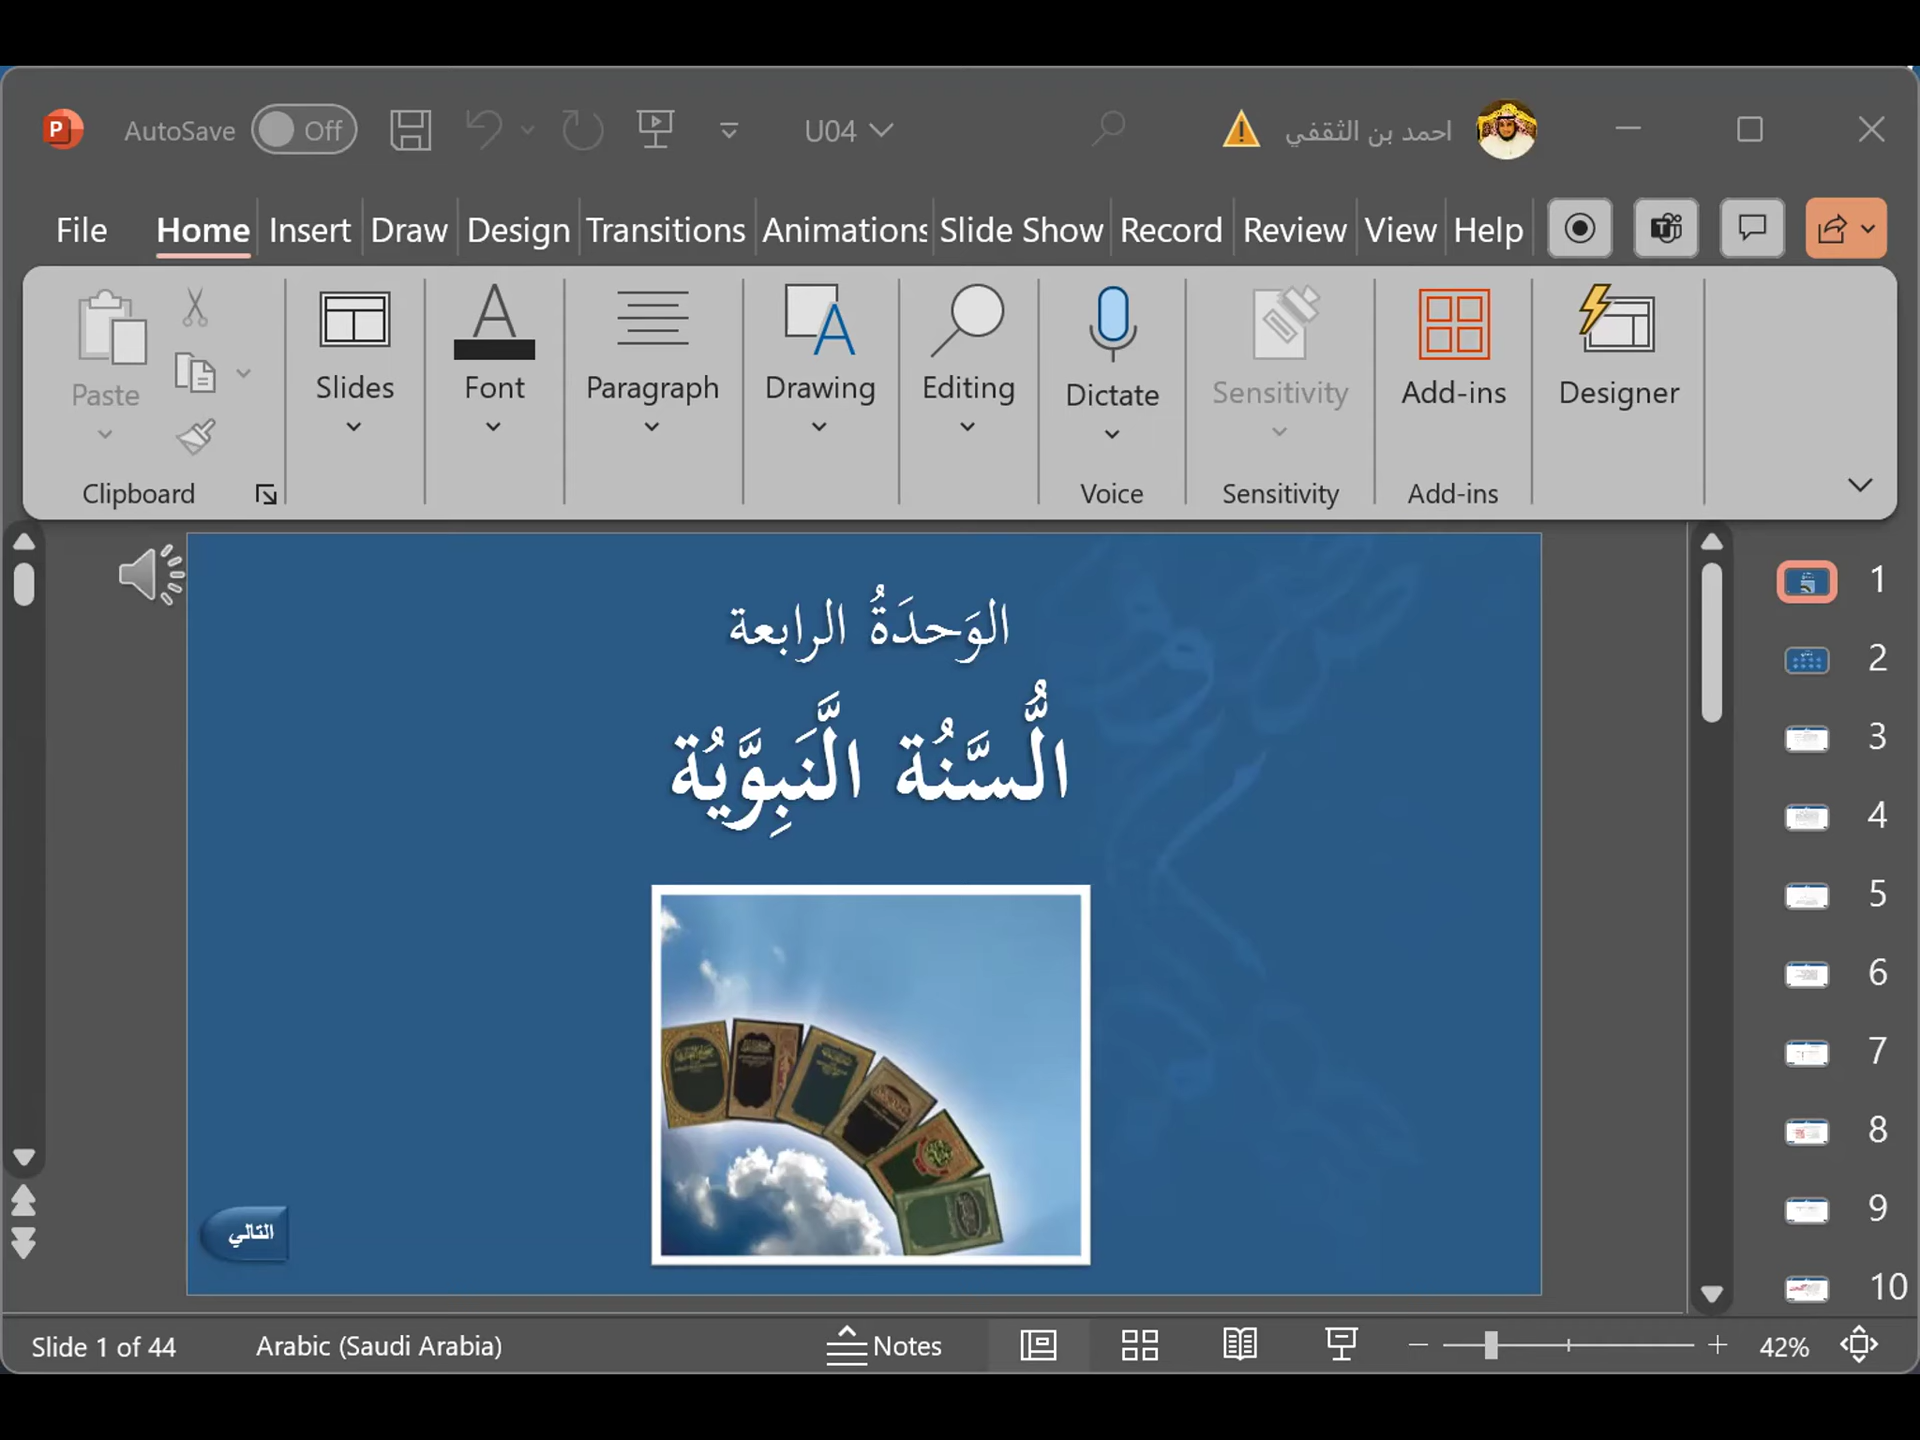 AutoSave Off U04 احمد بن الثقفي
File Home Insert Draw Design Transitions Animations Slide Show Record Review View Help
Paste Slides Font Paragraph Drawing Editing Dictate Sensitivity Add-ins Designer
Clipboard Voice Sensitivity Add-ins
الوَحدَةُ الرابعة
السُّنَّة النَّبَوِيَّة
التالي
1
2
3
4
5
6
7
8
9
10
Slide 1 of 44 Arabic (Saudi Arabia) Notes 42%